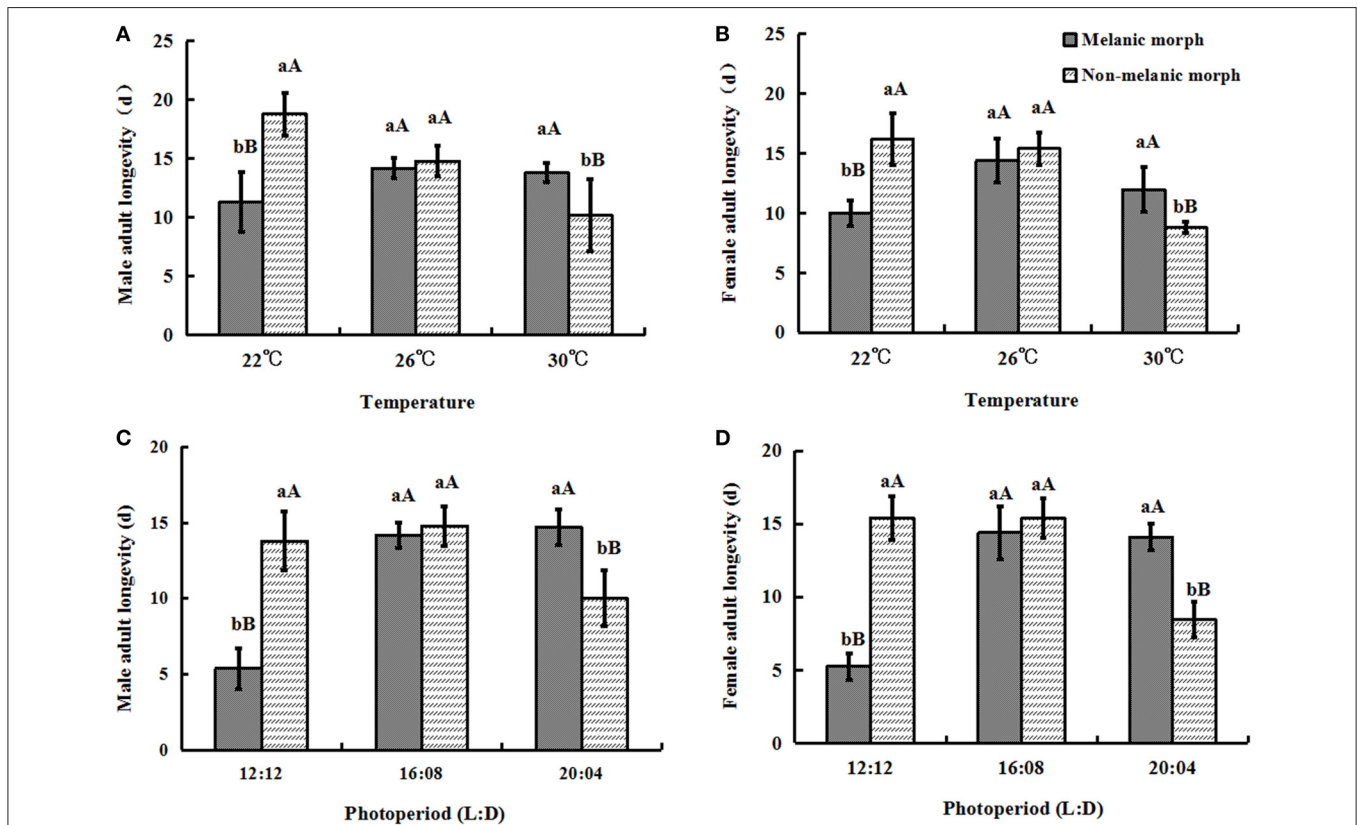 A
Male adult longevity（d）
25
20
15
10
5
0
bB
aA
aA
aA
aA
bB
22℃
26℃
30℃
Temperature
B
Female adult longevity（d）
25
20
15
10
5
0
Melanic morph
Non-melanic morph
bB
aA
aA
aA
aA
bB
22℃
26℃
30℃
Temperature
C
Male adult longevity (d)
20
15
10
5
0
bB
aA
aA
aA
aA
bB
12:12
16:08
20:04
Photoperiod (L:D)
D
Female adult longevity (d)
20
15
10
5
0
bB
aA
aA
aA
aA
bB
12:12
16:08
20:04
Photoperiod (L:D)